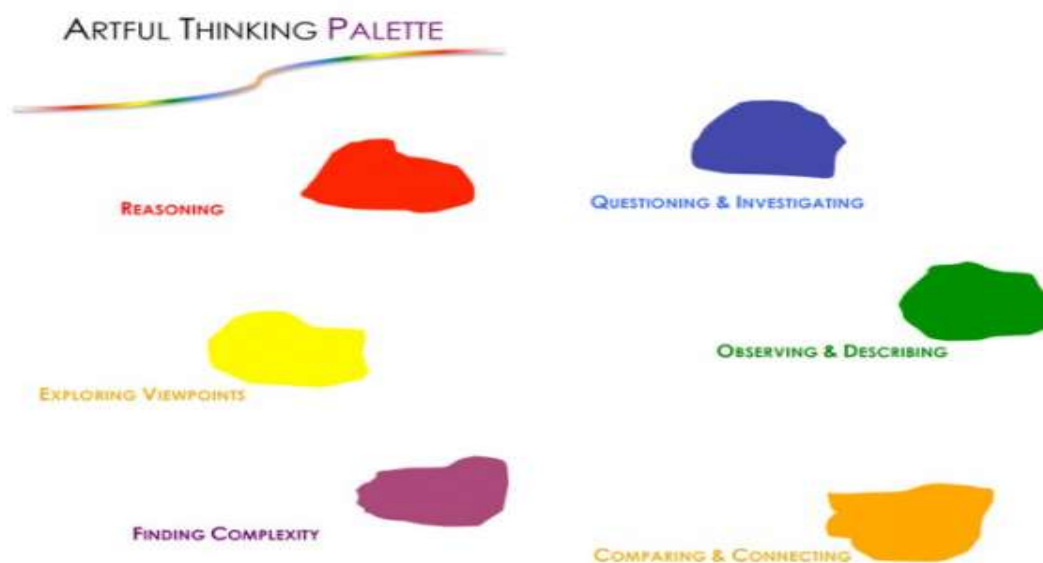 ARTFUL THINKING PALETTE
REASONING
QUESTIONING & INVESTIGATING
EXPLORING VIEWPOINTS
OBSERVING & DESCRIBING
FINDING COMPLEXITY
COMPARING & CONNECTING